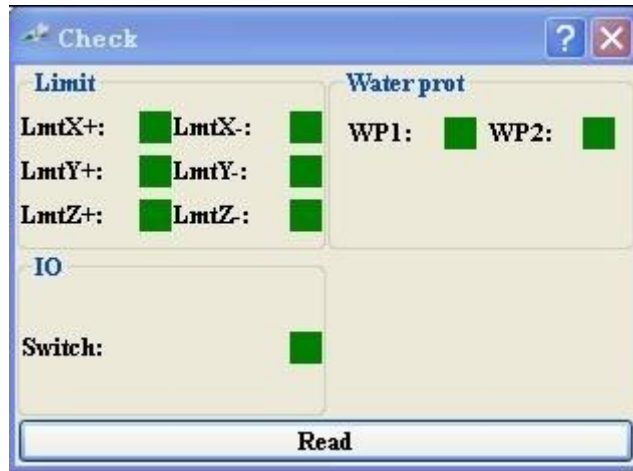 Check
Limit
LmtX+: LmtX-:
LmtY+: LmtY-:
LmtZ+: LmtZ-:
Water prot
WP1: WP2:
IO
Switch:
Read